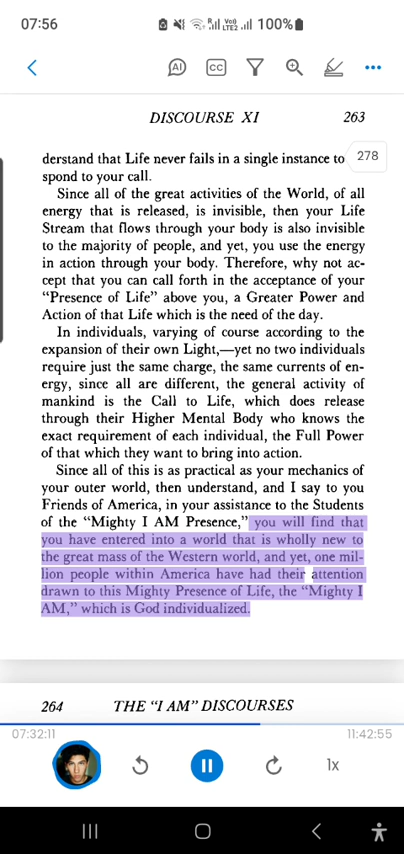 07:56
Vo))
LTE2
100%
AI
CC
DISCOURSE XI 263
278
derstand that Life never fails in a single instance to
spond to your call.
Since all of the great activities of the World, of all
energy that is released, is invisible, then your Life
Stream that flows through your body is also invisible
to the majority of people, and yet, you use the energy
in action through your body. Therefore, why not ac-
cept that you can call forth in the acceptance of your
“Presence of Life” above you, a Greater Power and
Action of that Life which is the need of the day.
In individuals, varying of course according to the
expansion of their own Light,—yet no two individuals
require just the same charge, the same currents of en-
ergy, since all are different, the general activity of
mankind is the Call to Life, which does release
through their Higher Mental Body who knows the
exact requirement of each individual, the Full Power
of that which they want to bring into action.
Since all of this is as practical as your mechanics of
your outer world, then understand, and I say to you
Friends of America, in your assistance to the Students
of the “Mighty I AM Presence,” you will find that
you have entered into a world that is wholly new to
the great mass of the Western world, and yet, one mil-
lion people within America have had their attention
drawn to this Mighty Presence of Life, the “Mighty I
AM,” which is God individualized.
264 THE “I AM” DISCOURSES
07:32:11 11:42:55
1x